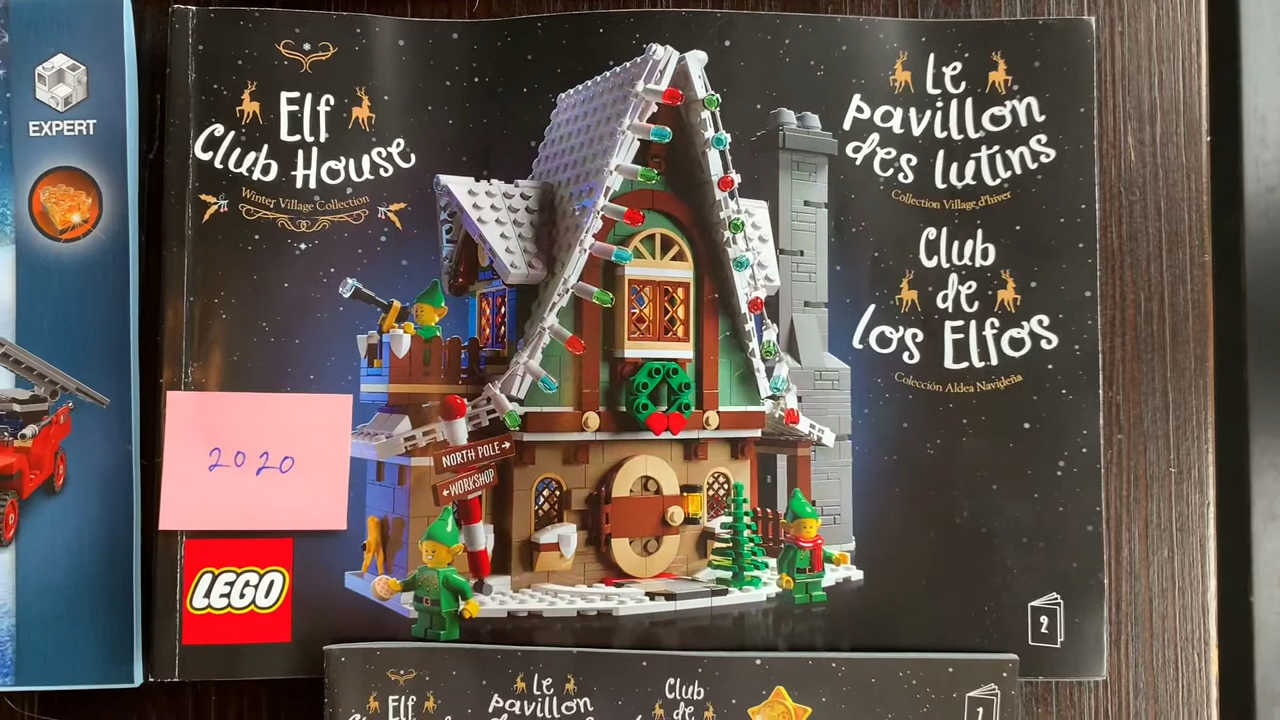 EXPERT
Elf
Club House
Winter Village Collection
Le
pavillon
des lutins
Collection Village d'hiver
Club
de
los Elfos
Colección Aldea Navideña
NORTH POLE→
←WORKSHOP
2020
LEGO
2
Elf
Le
pavillon
Club
de
1